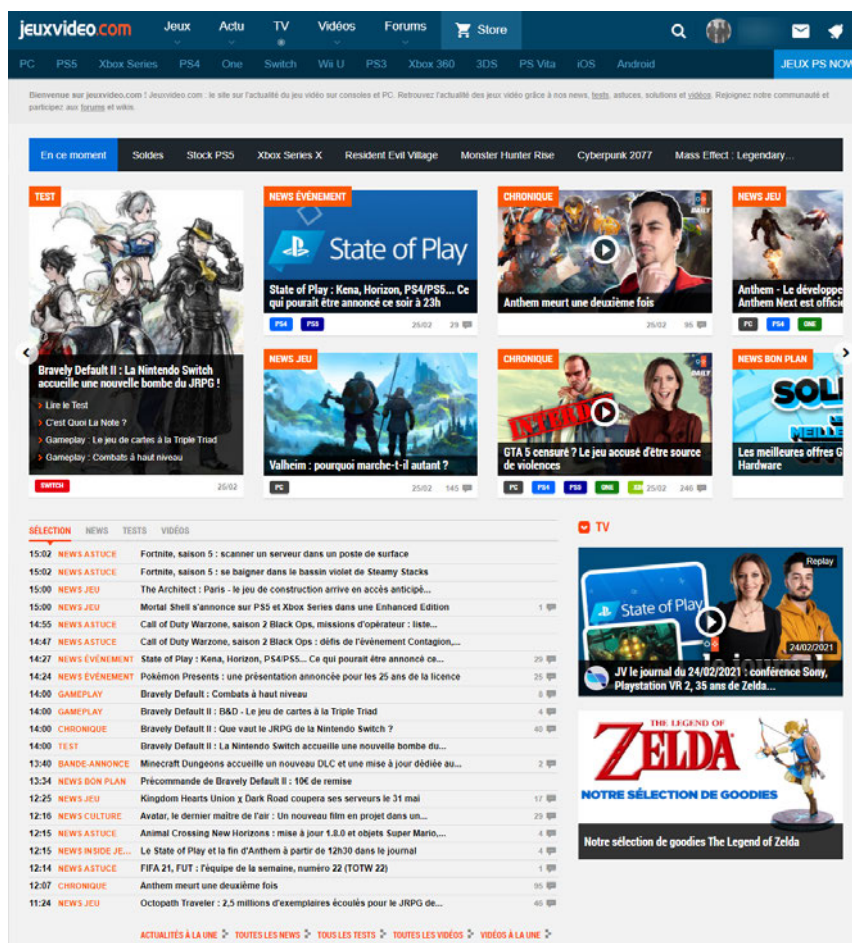 jeuxvideo.com
Jeux Actu TV Vidéos Forums Store
PC PS5 Xbox Series PS4 One Switch Wii U PS3 Xbox 360 3DS PS Vita iOS Android JEUX PS NOW
Bienvenue sur jeuxvideo.com ! Jeuxvideo.com : le site sur l'actualité du jeu vidéo sur consoles et PC. Retrouvez l'actualité des jeux vidéo grâce à nos news, tests, astuces, solutions et vidéos. Rejoignez notre communauté et
participez aux forums et wikis.
En ce moment Soldes Stock PS5 Xbox Series X Resident Evil Village Monster Hunter Rise Cyberpunk 2077 Mass Effect : Legendary…
TEST
Bravely Default II : La Nintendo Switch
accueille une nouvelle bombe du JRPG !
Lire le Test
C'est Quoi La Note ?
Gameplay : Le jeu de cartes à la Triple Triad
Gameplay : Combats à haut niveau
SWITCH 25/02
NEWS ÉVÉNEMENT
State of Play
State of Play : Kena, Horizon, PS4/PS5... Ce
qui pourait être annoncé ce soir à 23h
PS4 PS5 25/02 29
CHRONIQUE
DAILY
Anthem meurt une deuxième fois
25/02 95
NEWS JEU
Anthem - Le développe
Anthem Next est officie
PC PS4 ONE
NEWS JEU
Valheim : pourquoi marche-t-il autant ?
PC 25/02 145
CHRONIQUE
DAILY
INTERDIT
GTA 5 censuré ? Le jeu accusé d'être source
de violences
PC PS4 PS5 ONE 25/02 246
NEWS BON PLAN
SOL
MEILLE
Les meilleures offres G
Hardware
SÉLECTION NEWS TESTS VIDÉOS
15:02 NEWS ASTUCE Fortnite, saison 5 : scanner un serveur dans un poste de surface
15:02 NEWS ASTUCE Fortnite, saison 5 : se baigner dans le bassin violet de Steamy Stacks
15:00 NEWS JEU The Architect : Paris - le jeu de construction arrive en accès anticipé...
15:00 NEWS JEU Mortal Shell s'annonce sur PS5 et Xbox Series dans une Enhanced Edition 1
14:55 NEWS ASTUCE Call of Duty Warzone, saison 2 Black Ops, missions d'opérateur : liste...
14:47 NEWS ASTUCE Call of Duty Warzone, saison 2 Black Ops : défis de l'évènement Contagion,...
14:27 NEWS ÉVÉNEMENT State of Play : Kena, Horizon, PS4/PS5... Ce qui pourait être annoncé ce... 29
14:24 NEWS ÉVÉNEMENT Pokémon Presents : une présentation annoncée pour les 25 ans de la licence 25
14:00 GAMEPLAY Bravely Default : Combats à haut niveau 8
14:00 GAMEPLAY Bravely Default II : B&D - Le jeu de cartes à la Triple Triad 4
14:00 CHRONIQUE Bravely Default II : Que vaut le JRPG de la Nintendo Switch ? 40
14:00 TEST Bravely Default II : La Nintendo Switch accueille une nouvelle bombe du...
13:40 BANDE-ANNONCE Minecraft Dungeons accueille un nouveau DLC et une mise à jour dédiée au... 2
13:34 NEWS BON PLAN Précommande de Bravely Default II : 10€ de remise
12:25 NEWS JEU Kingdom Hearts Union χ Dark Road coupera ses serveurs le 31 mai 17
12:16 NEWS CULTURE Avatar, le dernier maître de l'air : Un nouveau film en projet dans un... 29
12:15 NEWS ASTUCE Animal Crossing New Horizons : mise à jour 1.8.0 et objets Super Mario,... 4
12:15 NEWS INSIDE JE... Le State of Play et la fin d'Anthem à partir de 12h30 dans le journal 4
12:14 NEWS ASTUCE FIFA 21, FUT : l'équipe de la semaine, numéro 22 (TOTW 22) 1
12:07 CHRONIQUE Anthem meurt une deuxième fois 95
11:24 NEWS JEU Octopath Traveler : 2,5 millions d'exemplaires écoulés pour le JRPG de... 45
ACTUALITÉS À LA UNE TOUTES LES NEWS TOUS LES TESTS TOUTES LES VIDÉOS VIDÉOS À LA UNE
TV
Replay
State of Play
24/02/2021
le journal
JV le journal du 24/02/2021 : conférence Sony,
Playstation VR 2, 35 ans de Zelda...
THE LEGEND OF
ZELDA
NOTRE SÉLECTION DE GOODIES
Notre sélection de goodies The Legend of Zelda